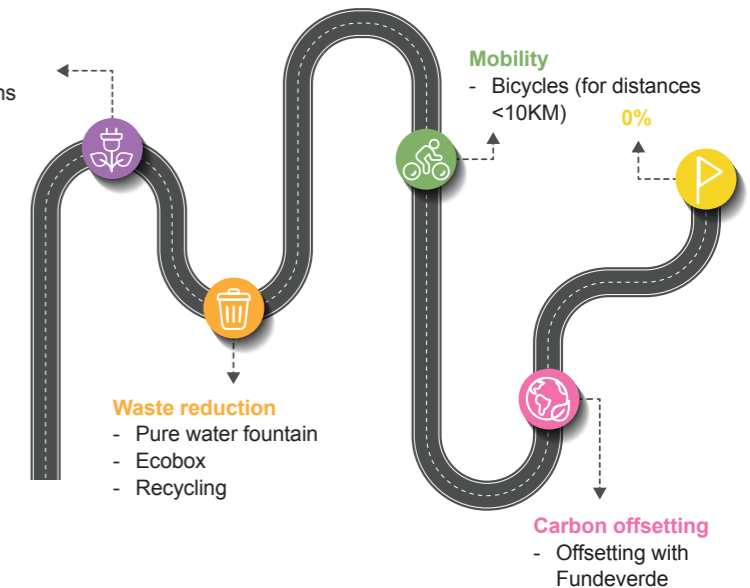 Mobility
- Bicycles (for distances
<10KM)
0%
Waste reduction
- Pure water fountain
- Ecobox
- Recycling
Carbon offsetting
- Offsetting with
Fundeverde